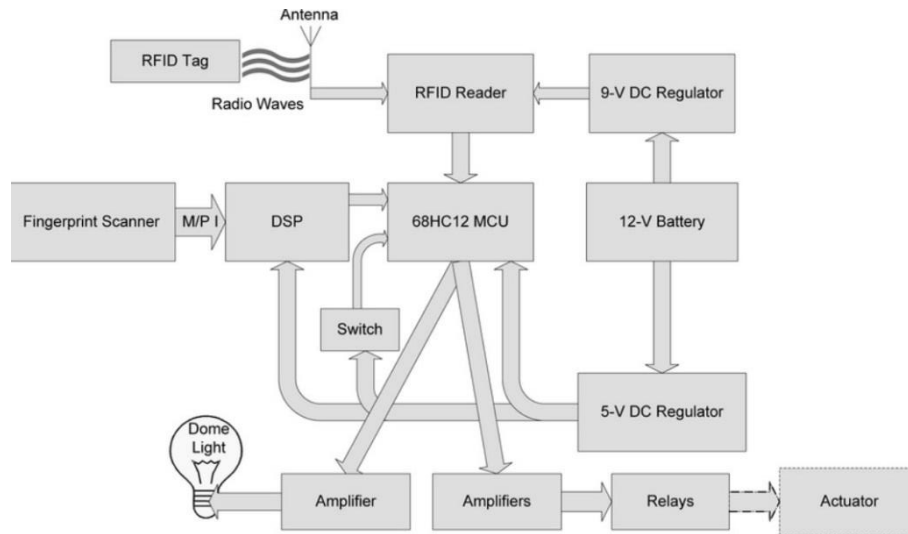 Antenna
RFID Tag
Radio Waves
RFID Reader
9-V DC Regulator
Fingerprint Scanner
M/P I
DSP
68HC12 MCU
12-V Battery
Switch
5-V DC Regulator
Dome
Light
Amplifier
Amplifiers
Relays
Actuator